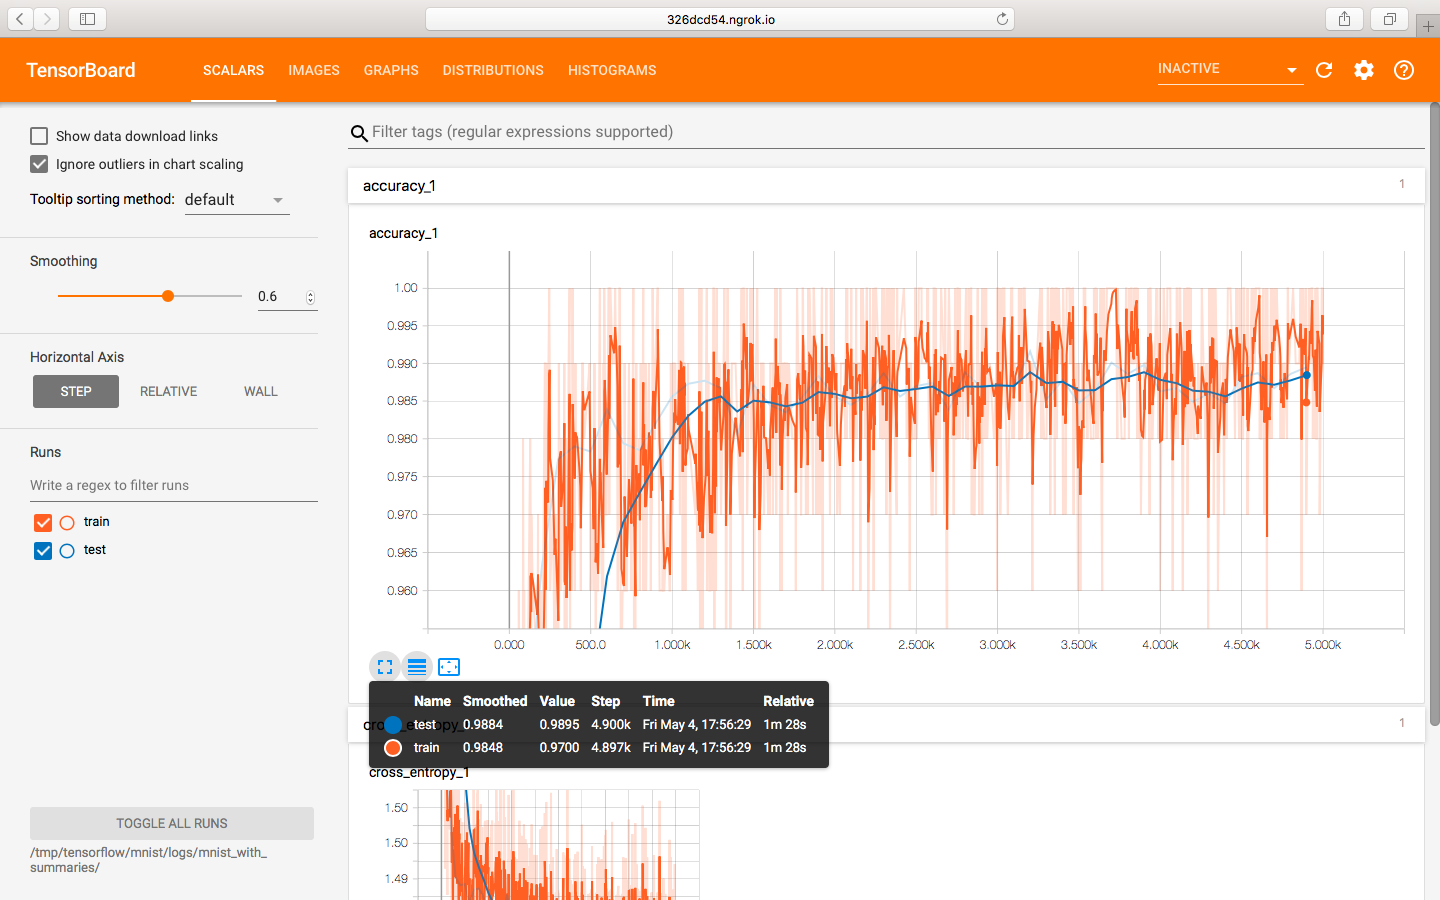 326dcd54.ngrok.io
TensorBoard
SCALARS IMAGES GRAPHS DISTRIBUTIONS HISTOGRAMS
INACTIVE
Show data download links
Ignore outliers in chart scaling
Tooltip sorting method: default
Smoothing
0.6
Horizontal Axis
STEP RELATIVE WALL
Runs
Write a regex to filter runs
train
test
TOGGLE ALL RUNS
/tmp/tensorflow/mnist/logs/mnist_with_
summaries/
Filter tags (regular expressions supported)
accuracy_1 1
accuracy_1
1.00
0.995
0.990
0.985
0.980
0.975
0.970
0.965
0.960
0.000 500.0 1.000k 1.500k 2.000k 2.500k 3.000k 3.500k 4.000k 4.500k 5.000k
Name Smoothed Value Step Time Relative
test 0.9884 0.9895 4.900k Fri May 4, 17:56:29 1m 28s
train 0.9848 0.9700 4.897k Fri May 4, 17:56:29 1m 28s
1
cross_entropy_1
1.50
1.50
1.49